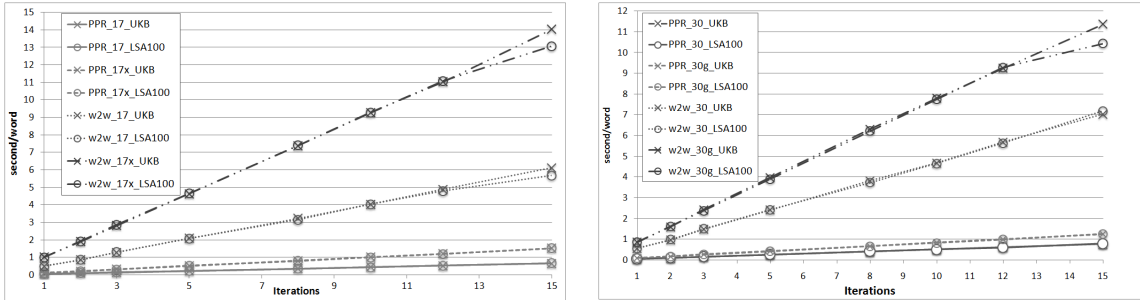 15
14
13
12
11
10
9
8
7
6
5
4
3
2
1
0
second/word
PPR_17_UKB
PPR_17_LSA100
PPR_17x_UKB
PPR_17x_LSA100
w2w_17_UKB
w2w_17_LSA100
w2w_17x_UKB
w2w_17x_LSA100
1 3 5 7 9 11 13 15
Iterations
12
11
10
9
8
7
6
5
4
3
2
1
0
second/word
PPR_30_UKB
PPR_30_LSA100
PPR_30g_UKB
PPR_30g_LSA100
w2w_30_UKB
w2w_30_LSA100
w2w_30g_UKB
w2w_30g_LSA100
1 2 3 4 5 6 7 8 9 10 11 12 13 14 15
Iterations